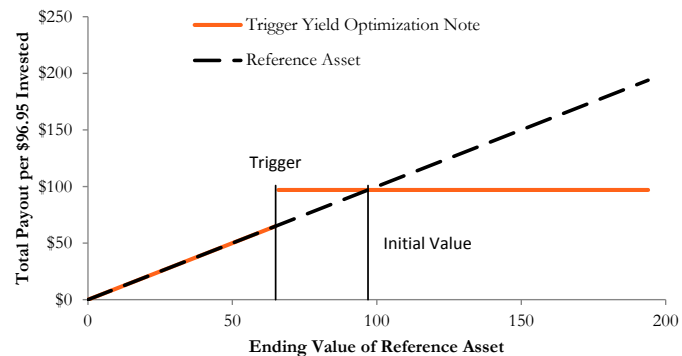 $250
$200
$150
$100
$50
$0
Total Payout per $96.95 Invested
Trigger Yield Optimization Note
Reference Asset
Trigger
Initial Value
0
50
100
150
200
Ending Value of Reference Asset